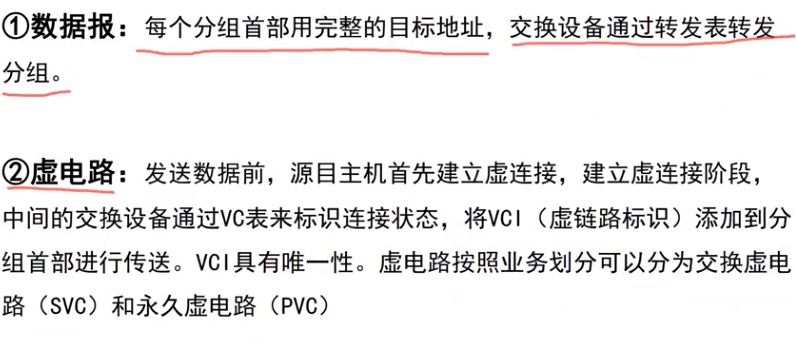 ①数据报：每个分组首部用完整的目标地址，交换设备通过转发表转发
分组。
②虚电路：发送数据前，源目主机首先建立虚连接，建立虚连接阶段，
中间的交换设备通过VC表来标识连接状态，将VCI（虚链路标识）添加到分
组首部进行传送。VCI具有唯一性。虚电路按照业务划分可以分为交换虚电
路（SVC）和永久虚电路（PVC）